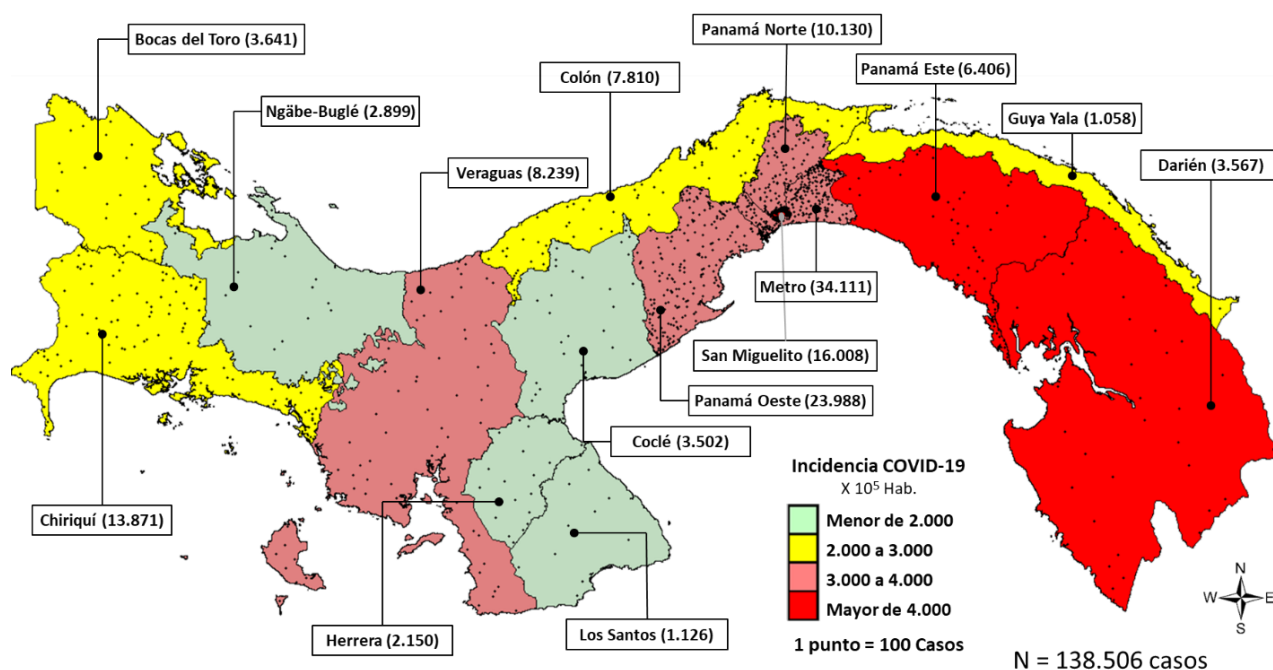 Bocas del Toro (3.641)
Panamá Norte (10.130)
Colón (7.810)
Panamá Este (6.406)
Ngäbe-Buglé (2.899)
Guya Yala (1.058)
Veraguas (8.239)
Darién (3.567)
Metro (34.111)
San Miguelito (16.008)
Panamá Oeste (23.988)
Coclé (3.502)
Chiriquí (13.871)
Herrera (2.150)
Los Santos (1.126)
Incidencia COVID-19
X 10⁵ Hab.
Menor de 2.000
2.000 a 3.000
3.000 a 4.000
Mayor de 4.000
1 punto = 100 Casos
N
W E
S
N = 138.506 casos